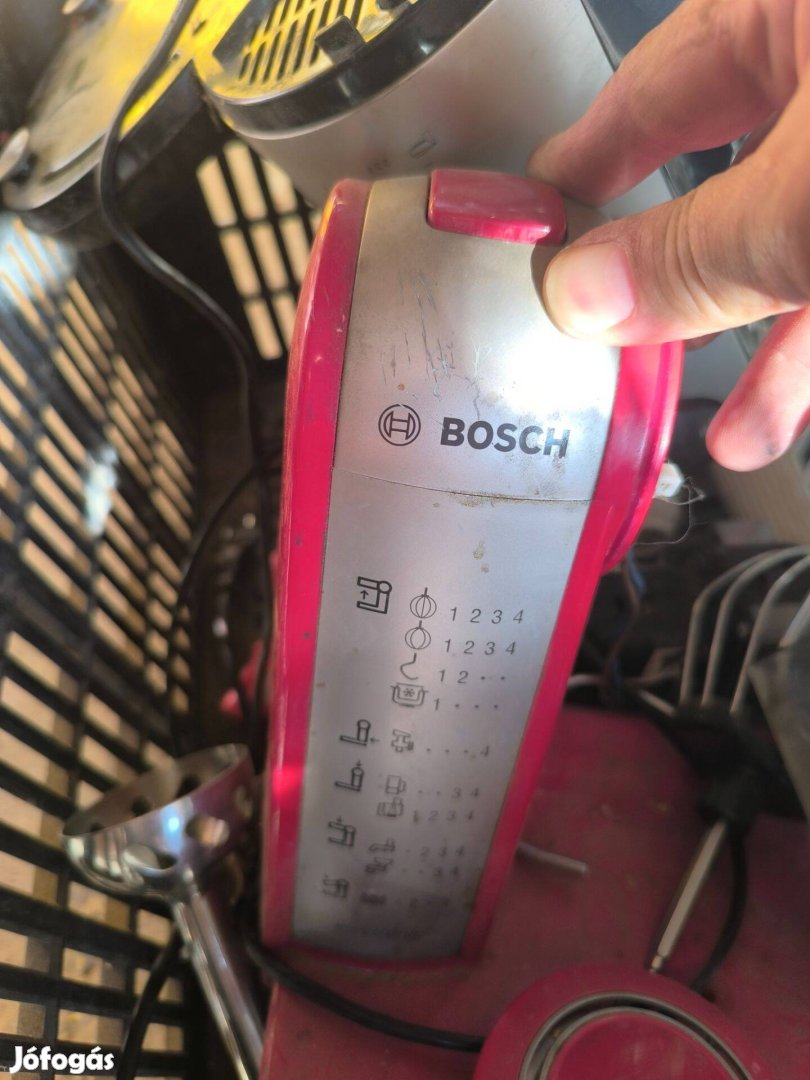 BOSCH
1 2 3 4
1 2 3 4
1 2 · ·
1 · · ·
· · · 4
· · 3 4
1 2 3 4
· 2 3 4
· · 3 4
Jófogás